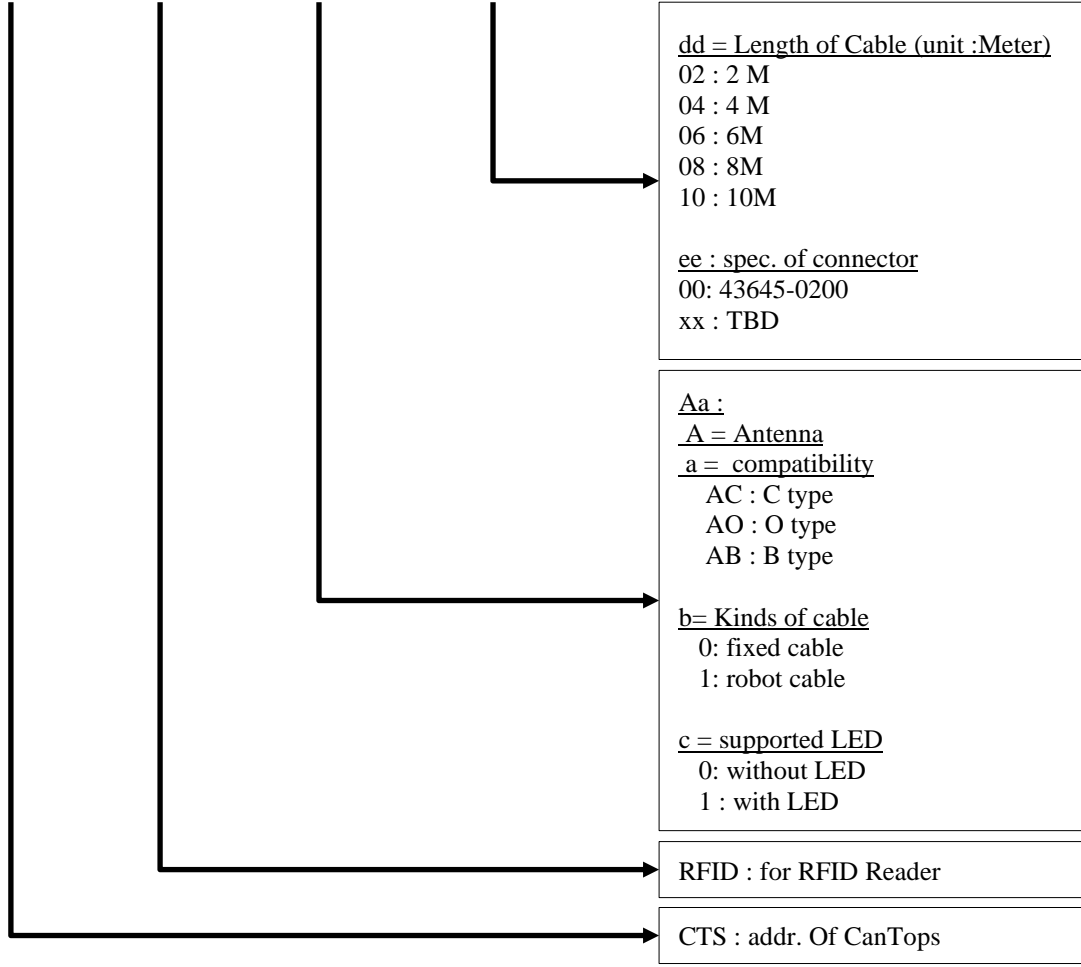 dd = Length of Cable (unit :Meter)
02 : 2 M
04 : 4 M
06 : 6M
08 : 8M
10 : 10M
ee : spec. of connector
00: 43645-0200
xx : TBD
Aa :
A = Antenna
a = compatibility
AC : C type
AO : O type
AB : B type
b= Kinds of cable
0: fixed cable
1: robot cable
c = supported LED
0: without LED
1 : with LED
RFID : for RFID Reader
CTS : addr. Of CanTops